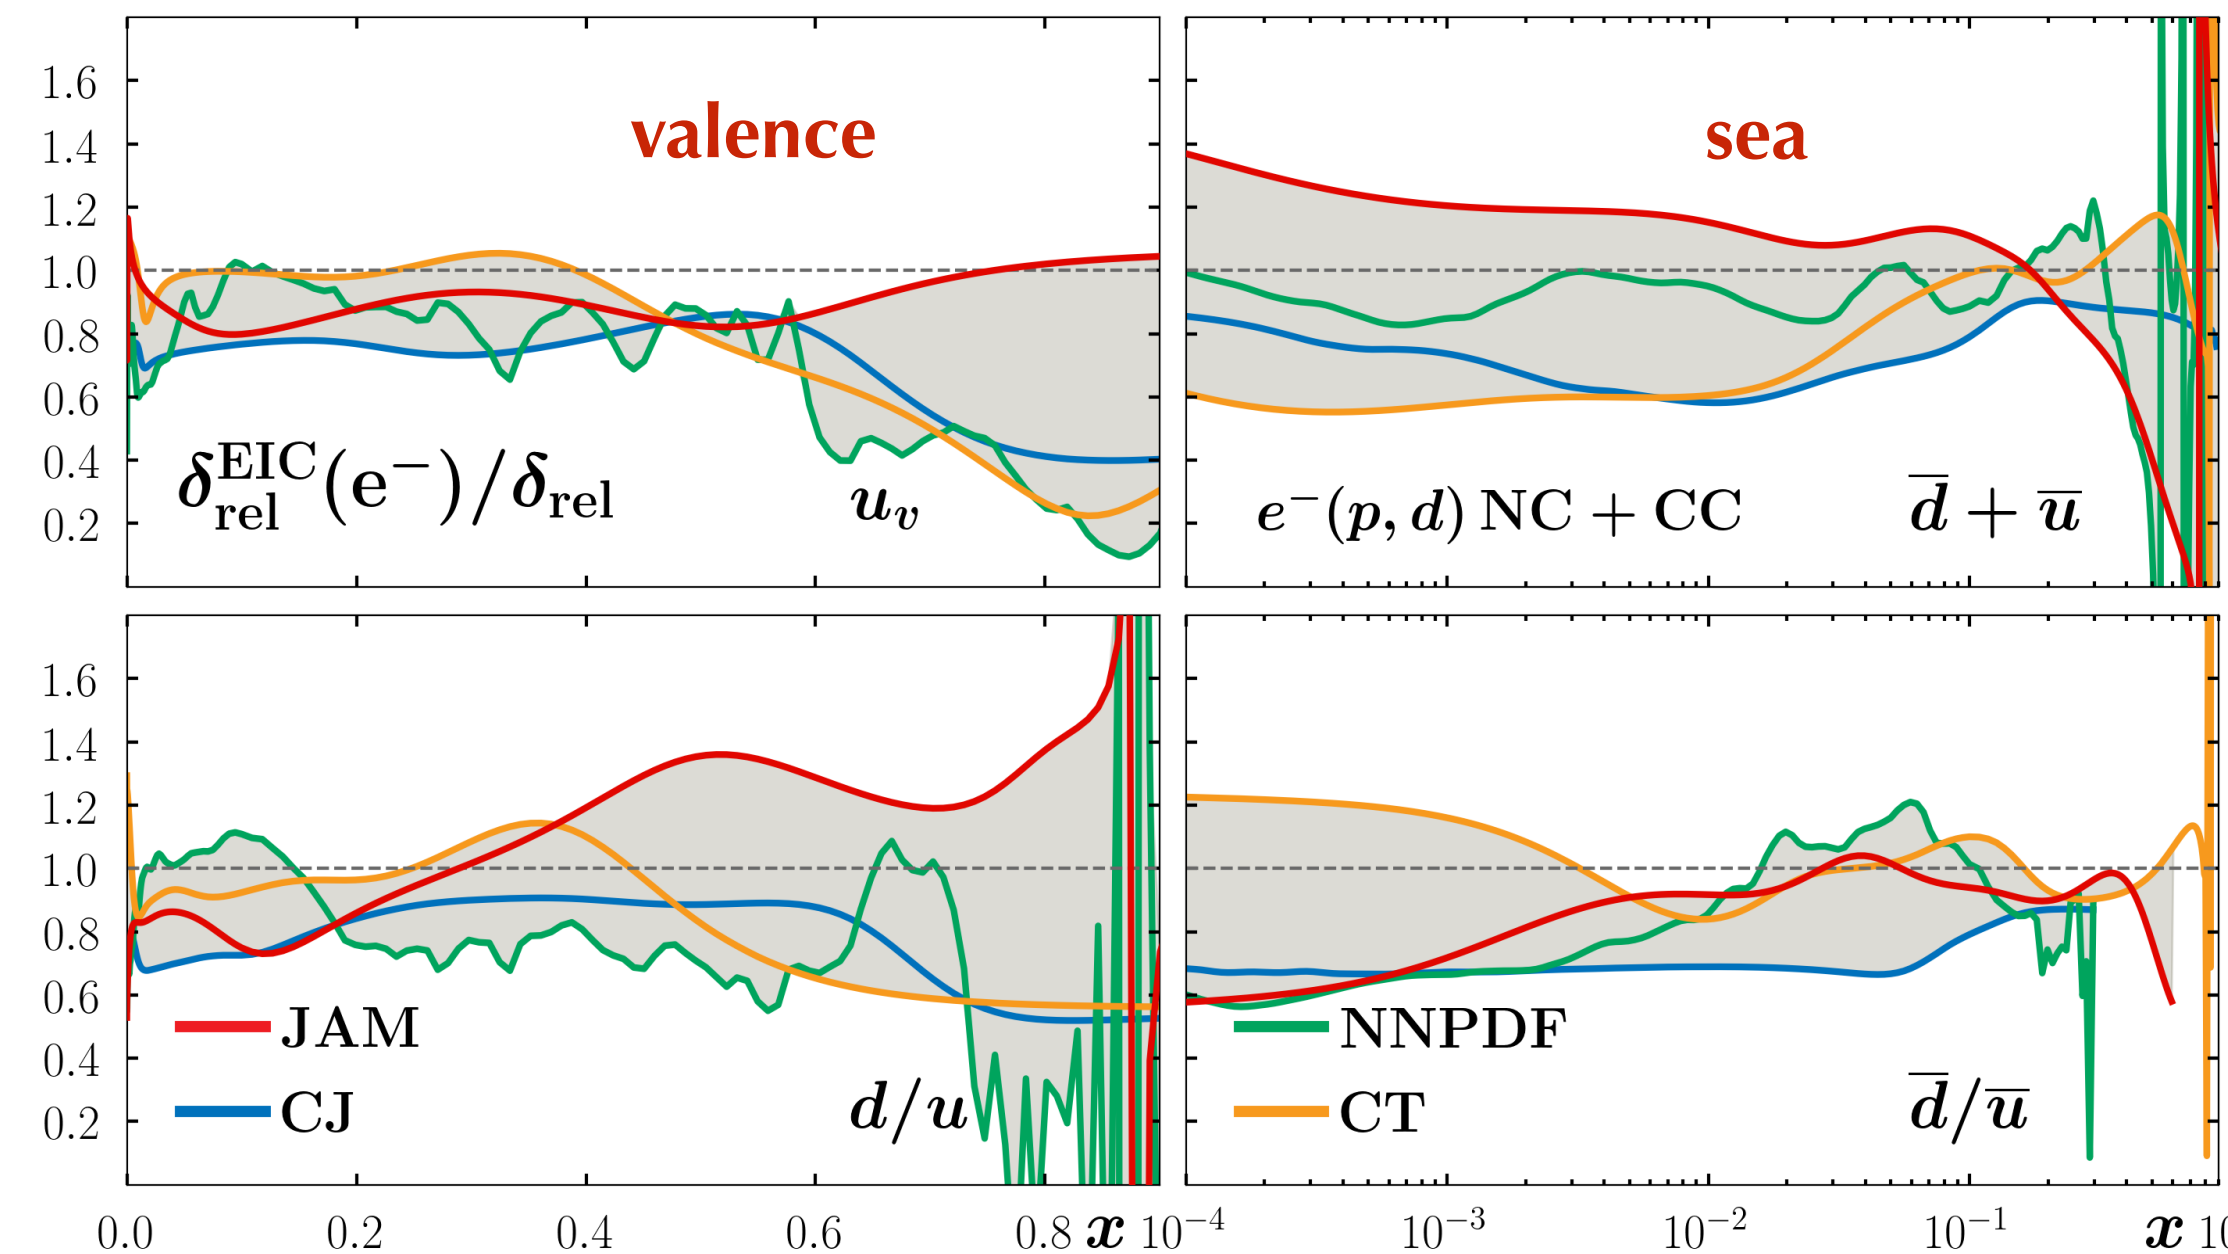 1.6
1.4
1.2
1.0
0.8
0.6
0.4
0.2
valence
δ_rel^EIC(e⁻)/δ_rel
u_v
sea
e⁻(p, d) NC + CC
d̅ + u̅
1.6
1.4
1.2
1.0
0.8
0.6
0.4
0.2
JAM
CJ
d/u
NNPDF
CT
d̅/u̅
0.0 0.2 0.4 0.6 0.8 x 10⁻⁴ 10⁻³ 10⁻² 10⁻¹ x